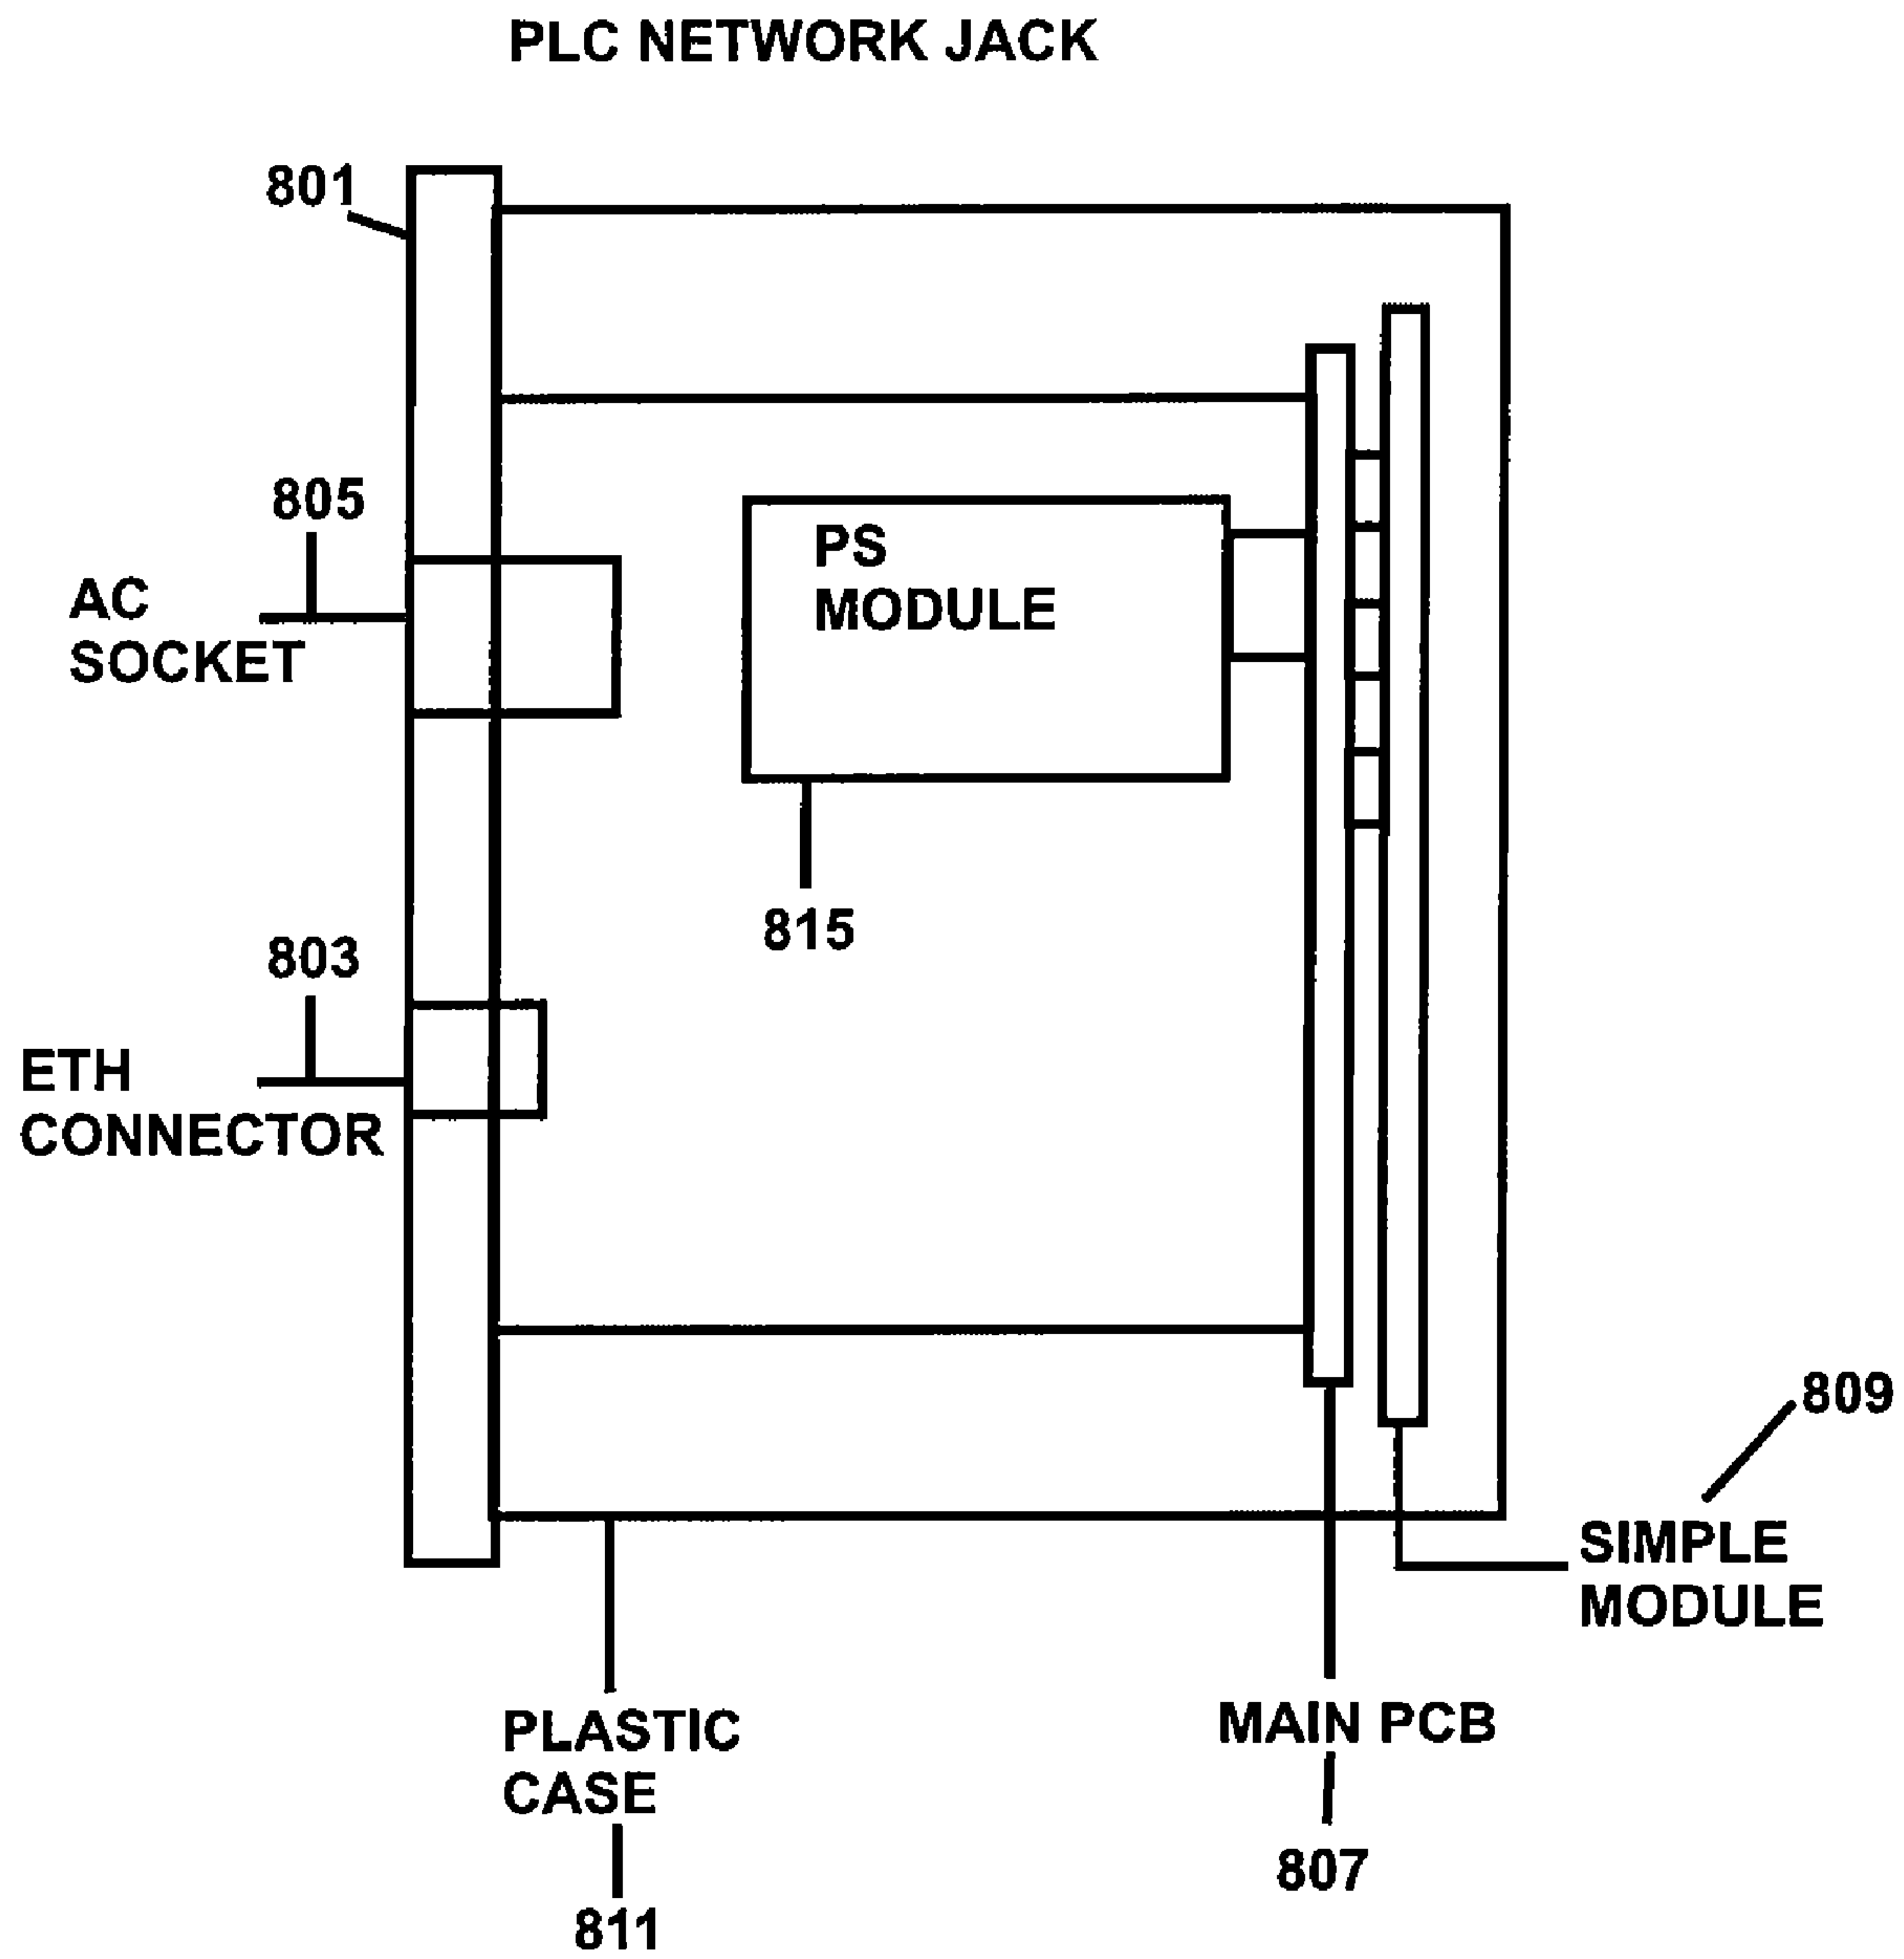 PLC NETWORK JACK
801
805
AC
SOCKET
PS
MODULE
815
803
ETH
CONNECTOR
809
SIMPLE
MODULE
PLASTIC
CASE
811
MAIN PCB
807